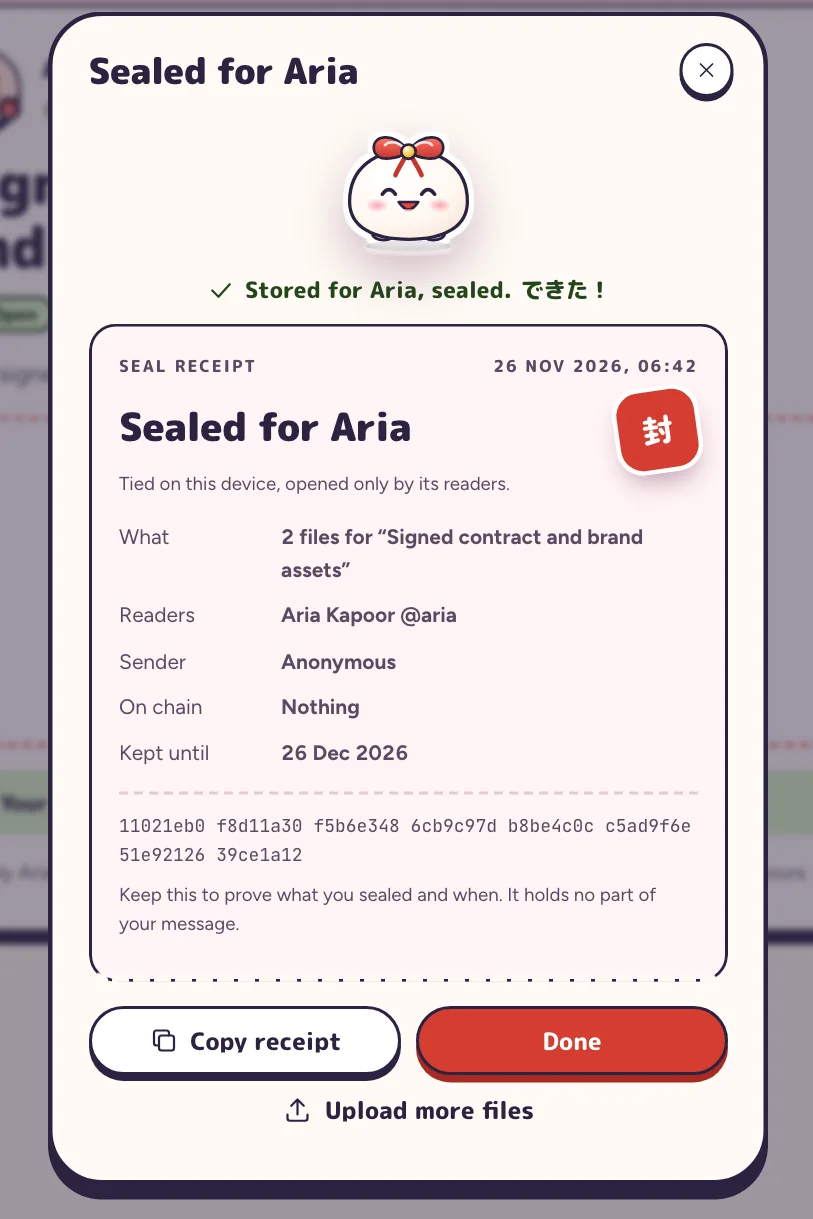 Sealed for Aria
Stored for Aria, sealed. できた！
SEAL RECEIPT
26 NOV 2026, 06:42
Sealed for Aria
封
Tied on this device, opened only by its readers.
What
2 files for “Signed contract and brand
assets”
Readers
Aria Kapoor @aria
Sender
Anonymous
On chain
Nothing
Kept until
26 Dec 2026
11021eb0 f8d11a30 f5b6e348 6cb9c97d b8be4c0c c5ad9f6e
51e92126 39ce1a12
Keep this to prove what you sealed and when. It holds no part of
your message.
Copy receipt
Done
Upload more files